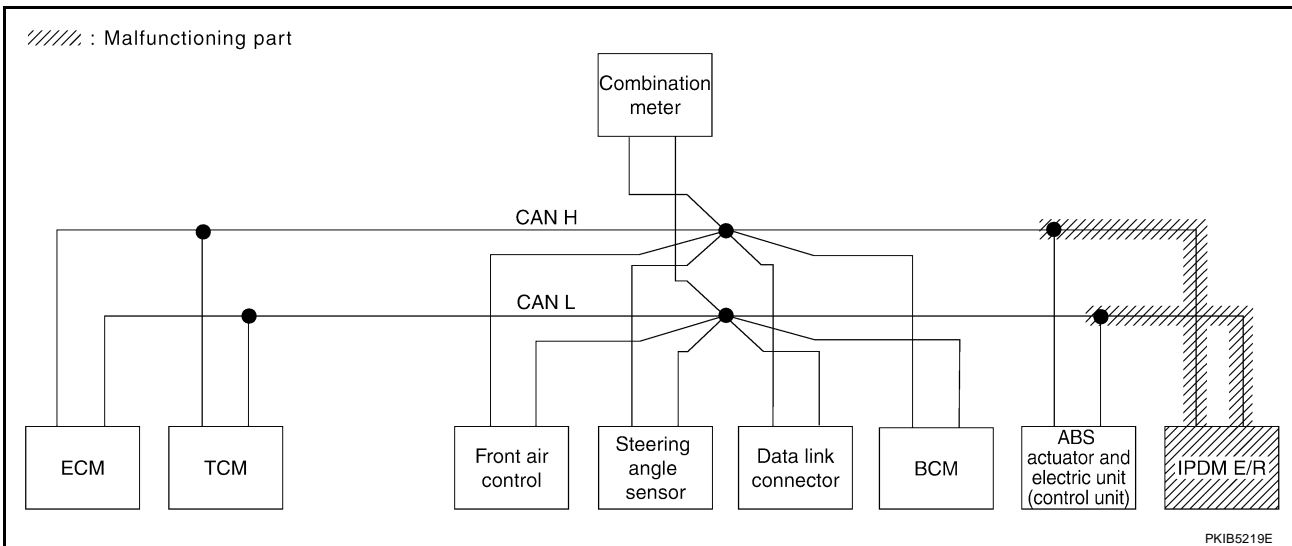 : Malfunctioning part
Combination
meter
CAN H
CAN L
ECM
TCM
Front air
control
Steering
angle
sensor
Data link
connector
BCM
ABS
actuator and
electric unit
(control unit)
IPDM E/R
PKIB5219E